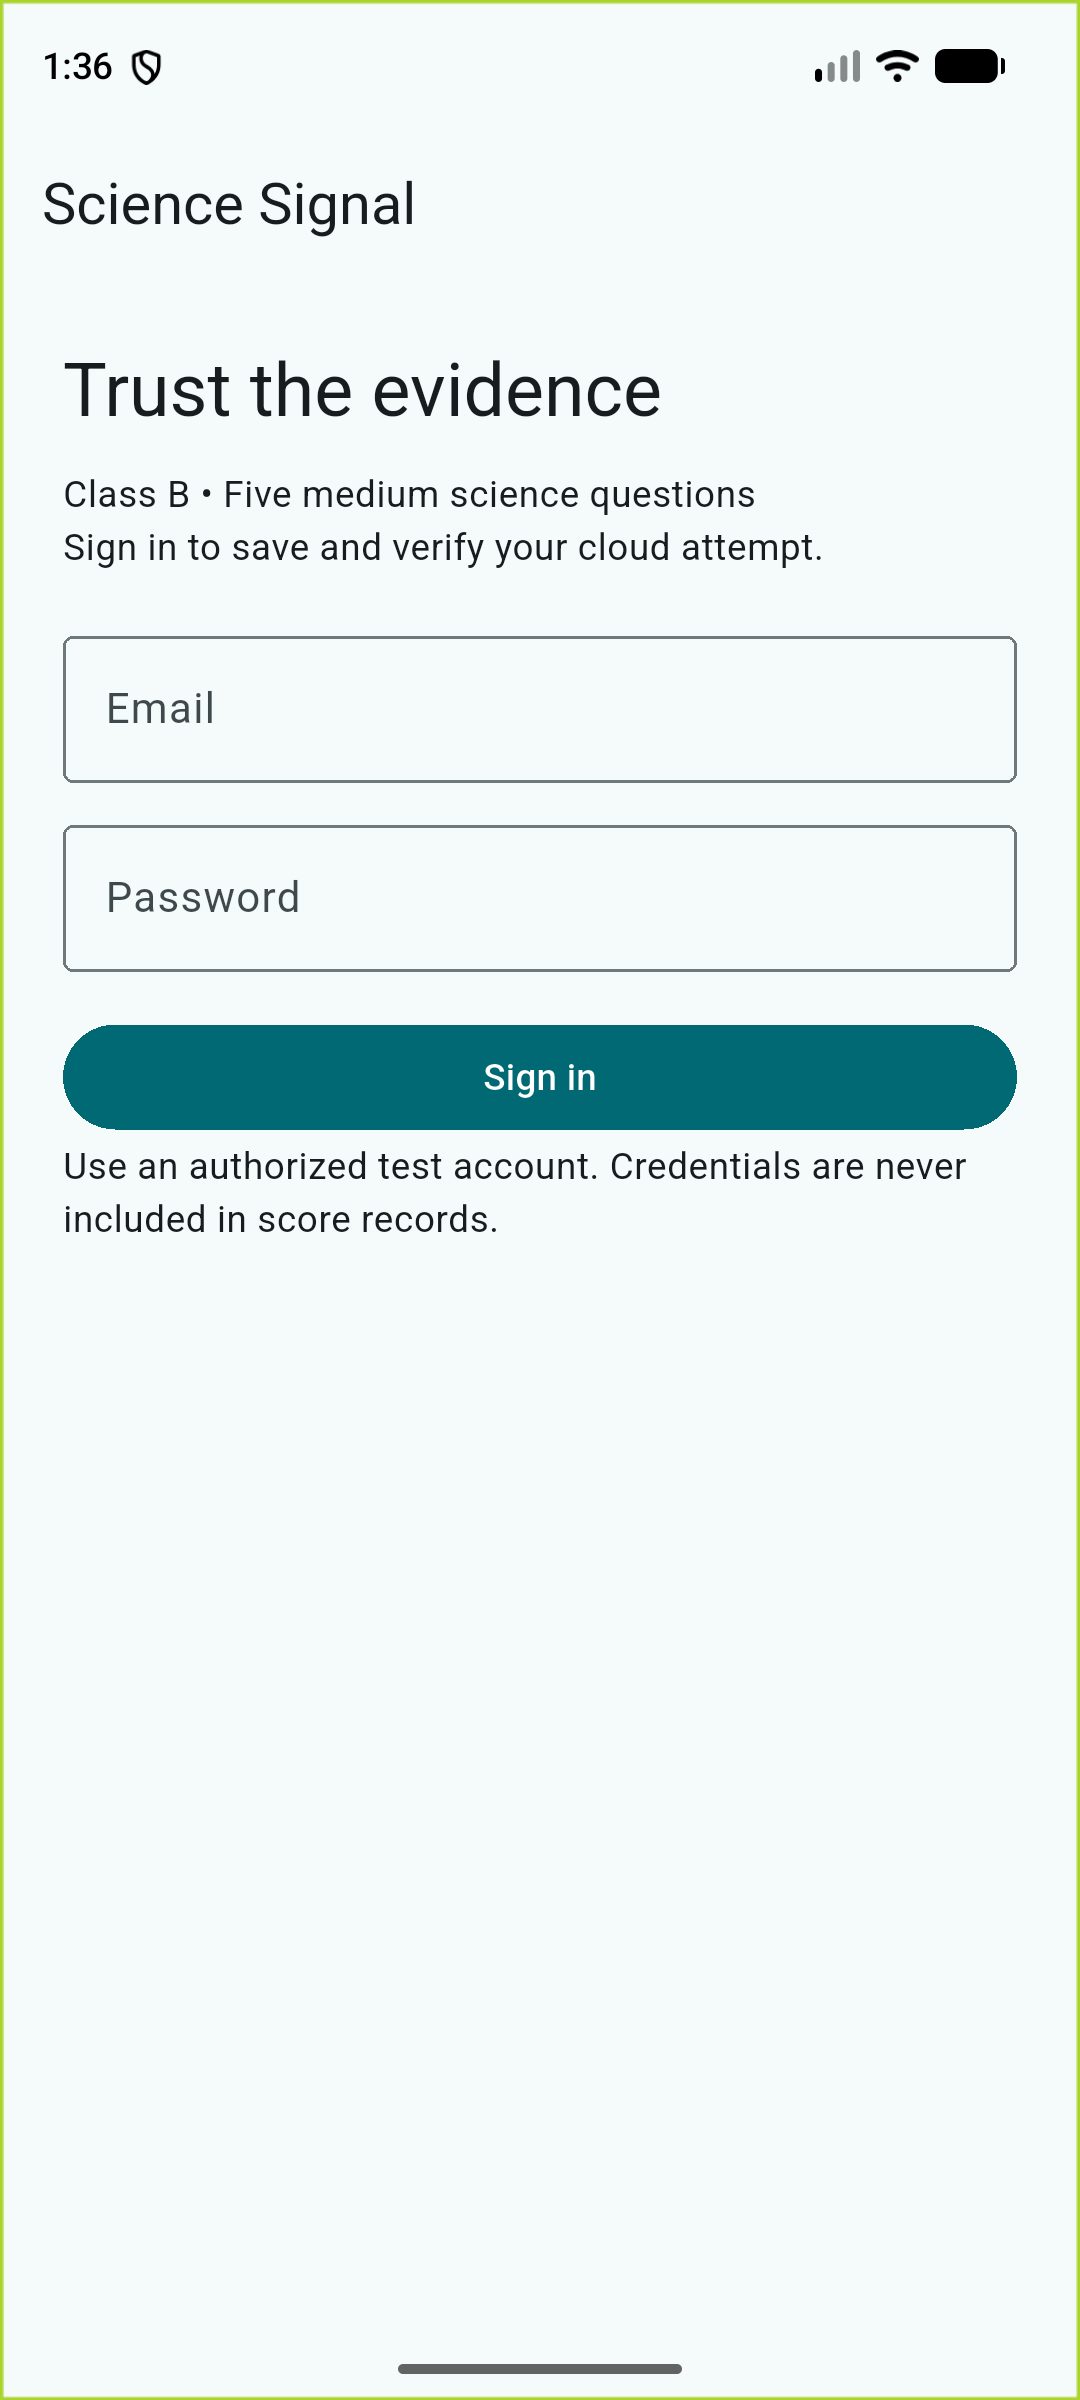 1:36
Science Signal
Trust the evidence
Class B • Five medium science questions
Sign in to save and verify your cloud attempt.
Email
Password
Sign in
Use an authorized test account. Credentials are never
included in score records.